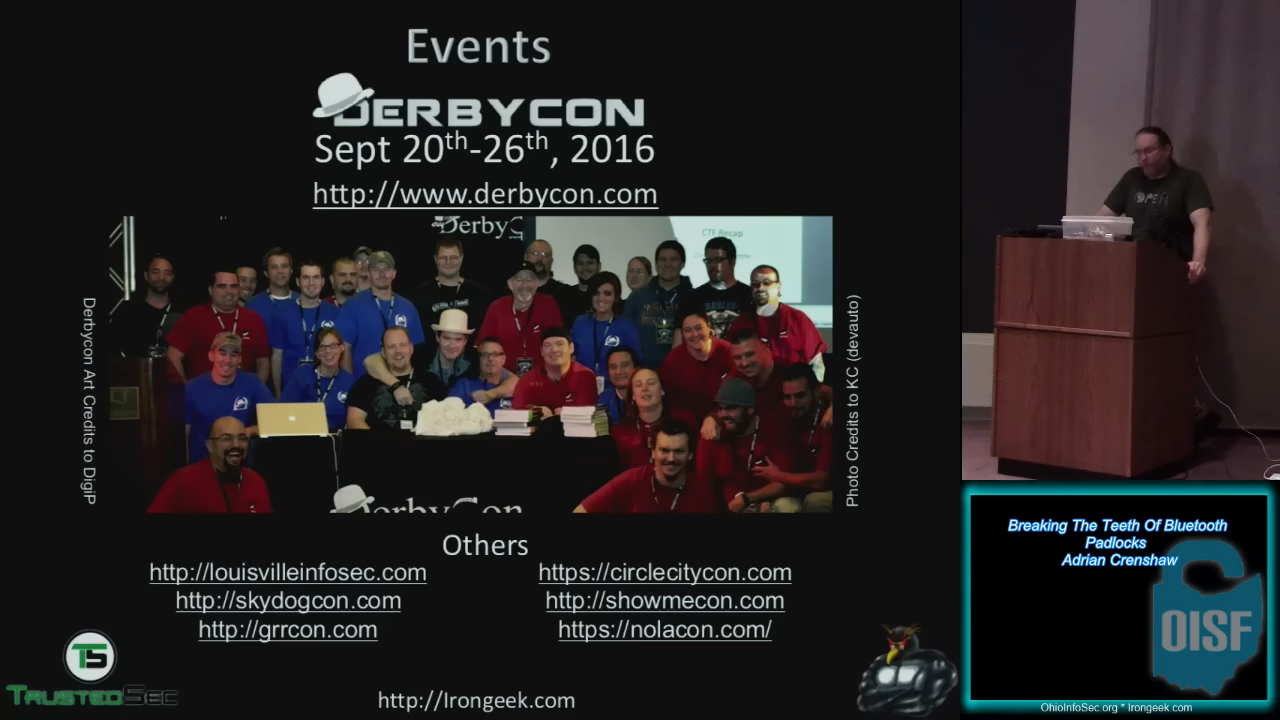 Events
DERBYCON
Sept 20th-26th, 2016
http://www.derbycon.com
DerbyC
CTF Recap
Derbycon Art Credits to DigiP
Photo Credits to KC (devauto)
DerbyCon
Others
http://louisvilleinfosec.com
https://circlecitycon.com
http://skydogcon.com
http://showmecon.com
http://grrcon.com
https://nolacon.com/
TS
TRUSTEDSEC
http://Irongeek.com
Breaking The Teeth Of Bluetooth
Padlocks
Adrian Crenshaw
OISF
OhioInfoSec.org * Irongeek.com